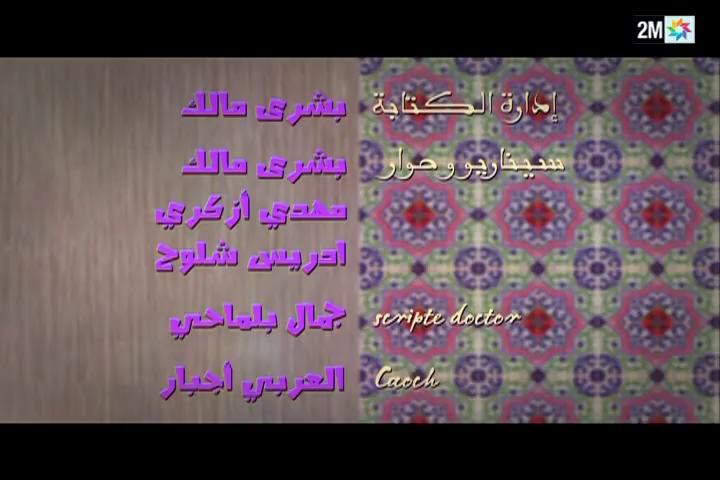 2M
إدارة الكتابة بشرى مالك
سيناريو وحوار بشرى مالك
مهدي أزكري
ادريس شلوح
scripte doctor جمال بلماحي
Caoch العربي أجبار